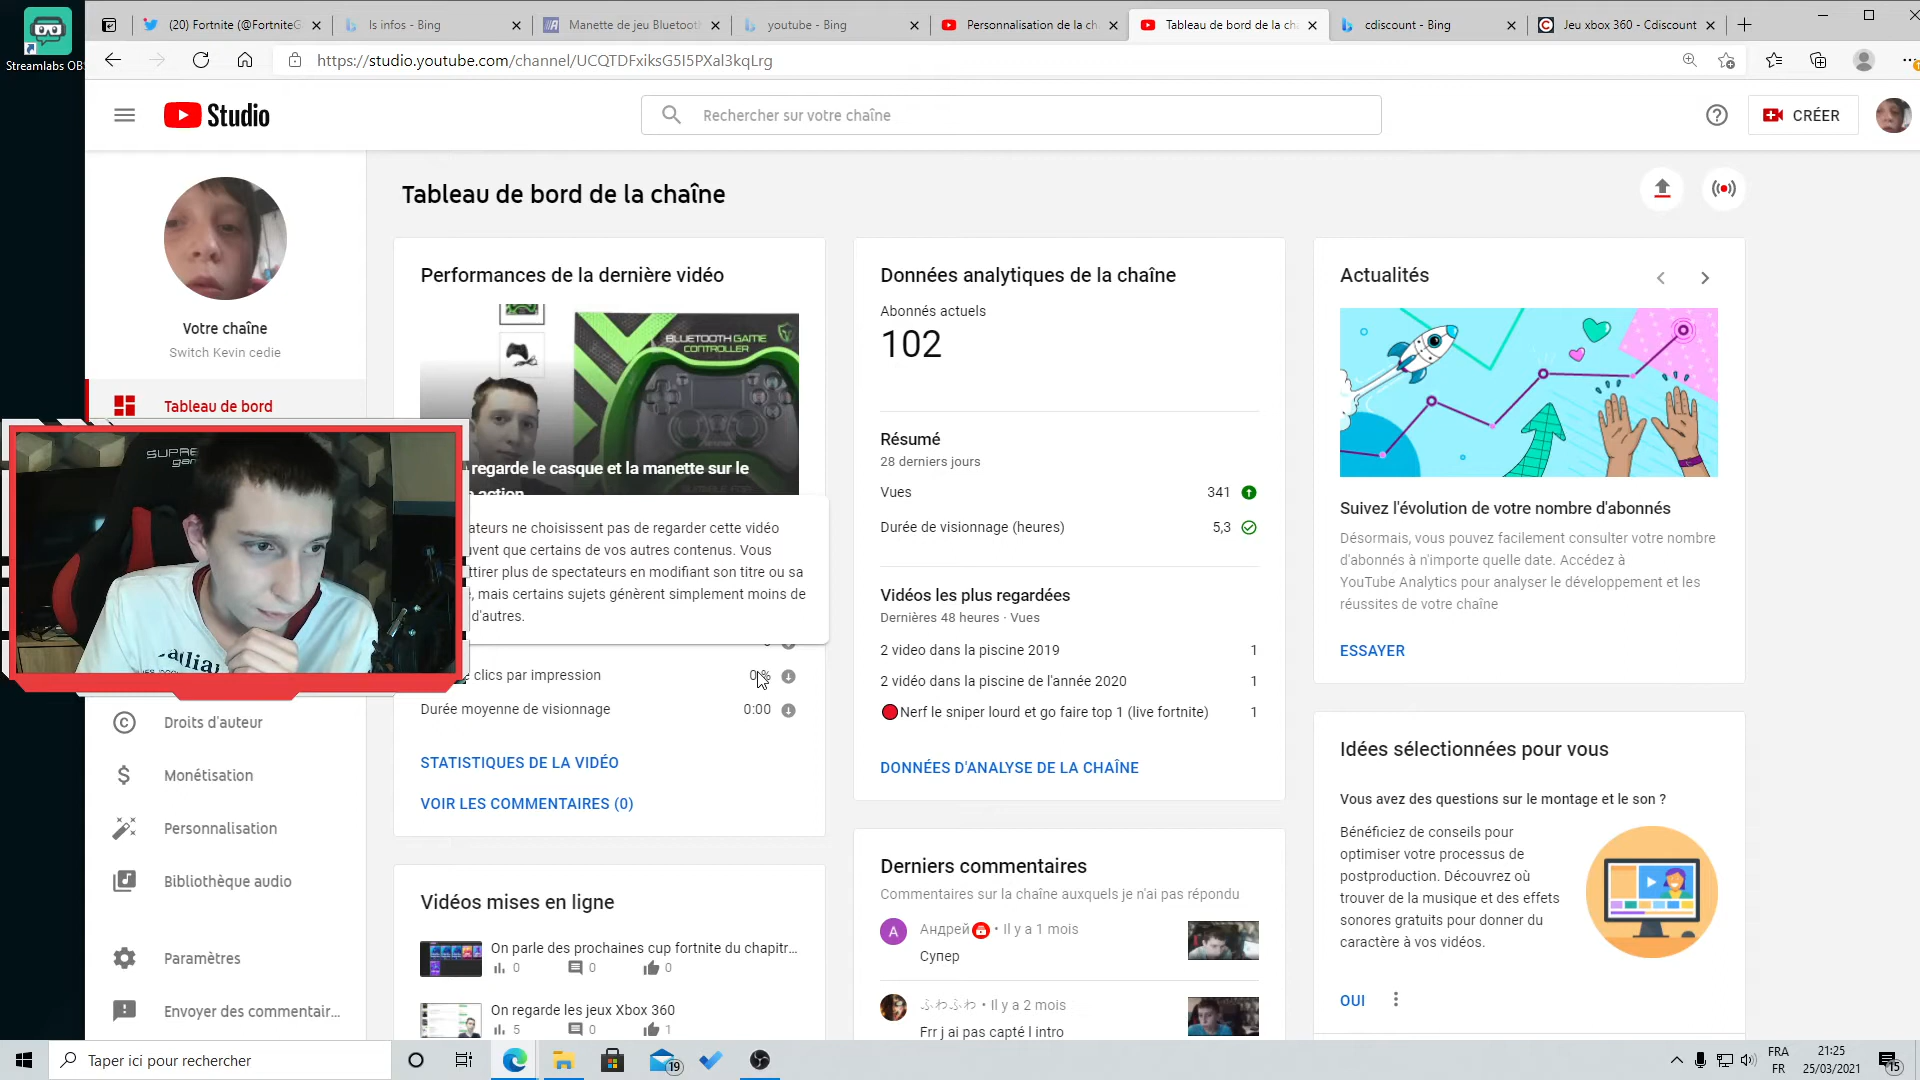 Streamlabs OBS
(20) Fortnite (@FortniteG
ls infos - Bing
Manette de jeu Bluetooth
youtube - Bing
Personnalisation de la ch
Tableau de bord de la cha
cdiscount - Bing
Jeu xbox 360 - Cdiscount
https://studio.youtube.com/channel/UCQTDFxiksG5I5PXal3kqLrg
Studio
Rechercher sur votre chaîne
CRÉER
Votre chaîne
Switch Kevin cedie
Tableau de bord
Droits d'auteur
Monétisation
Personnalisation
Bibliothèque audio
Paramètres
Envoyer des commentair...
Tableau de bord de la chaîne
Performances de la dernière vidéo
BLUETOOTH GAME
CONTROLLER
regarde le casque et la manette sur le
action
ateurs ne choisissent pas de regarder cette vidéo
uvent que certains de vos autres contenus. Vous
ttirer plus de spectateurs en modifiant son titre ou sa
, mais certains sujets génèrent simplement moins de
d'autres.
clics par impression
0 %
Durée moyenne de visionnage
0:00
STATISTIQUES DE LA VIDÉO
VOIR LES COMMENTAIRES (0)
Vidéos mises en ligne
On parle des prochaines cup fortnite du chapitr...
0 0 0
On regarde les jeux Xbox 360
5 0 1
Données analytiques de la chaîne
Abonnés actuels
102
Résumé
28 derniers jours
Vues 341
Durée de visionnage (heures) 5,3
Vidéos les plus regardées
Dernières 48 heures · Vues
2 video dans la piscine 2019 1
2 vidéo dans la piscine de l'année 2020 1
Nerf le sniper lourd et go faire top 1 (live fortnite) 1
DONNÉES D'ANALYSE DE LA CHAÎNE
Derniers commentaires
Commentaires sur la chaîne auxquels je n'ai pas répondu
A
Андрей • Il y a 1 mois
Супер
ふわふわ • Il y a 2 mois
Frr j ai pas capté l intro
Actualités
Suivez l'évolution de votre nombre d'abonnés
Désormais, vous pouvez facilement consulter votre nombre
d'abonnés à n'importe quelle date. Accédez à
YouTube Analytics pour analyser le développement et les
réussites de votre chaîne
ESSAYER
Idées sélectionnées pour vous
Vous avez des questions sur le montage et le son ?
Bénéficiez de conseils pour
optimiser votre processus de
postproduction. Découvrez où
trouver de la musique et des effets
sonores gratuits pour donner du
caractère à vos vidéos.
OUI
Taper ici pour rechercher
19
FRA
FR
21:25
25/03/2021
15